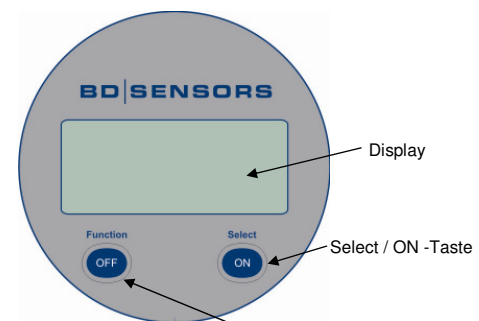 BD|SENSORS
Display
Function
Select
OFF
ON
Select / ON -Taste